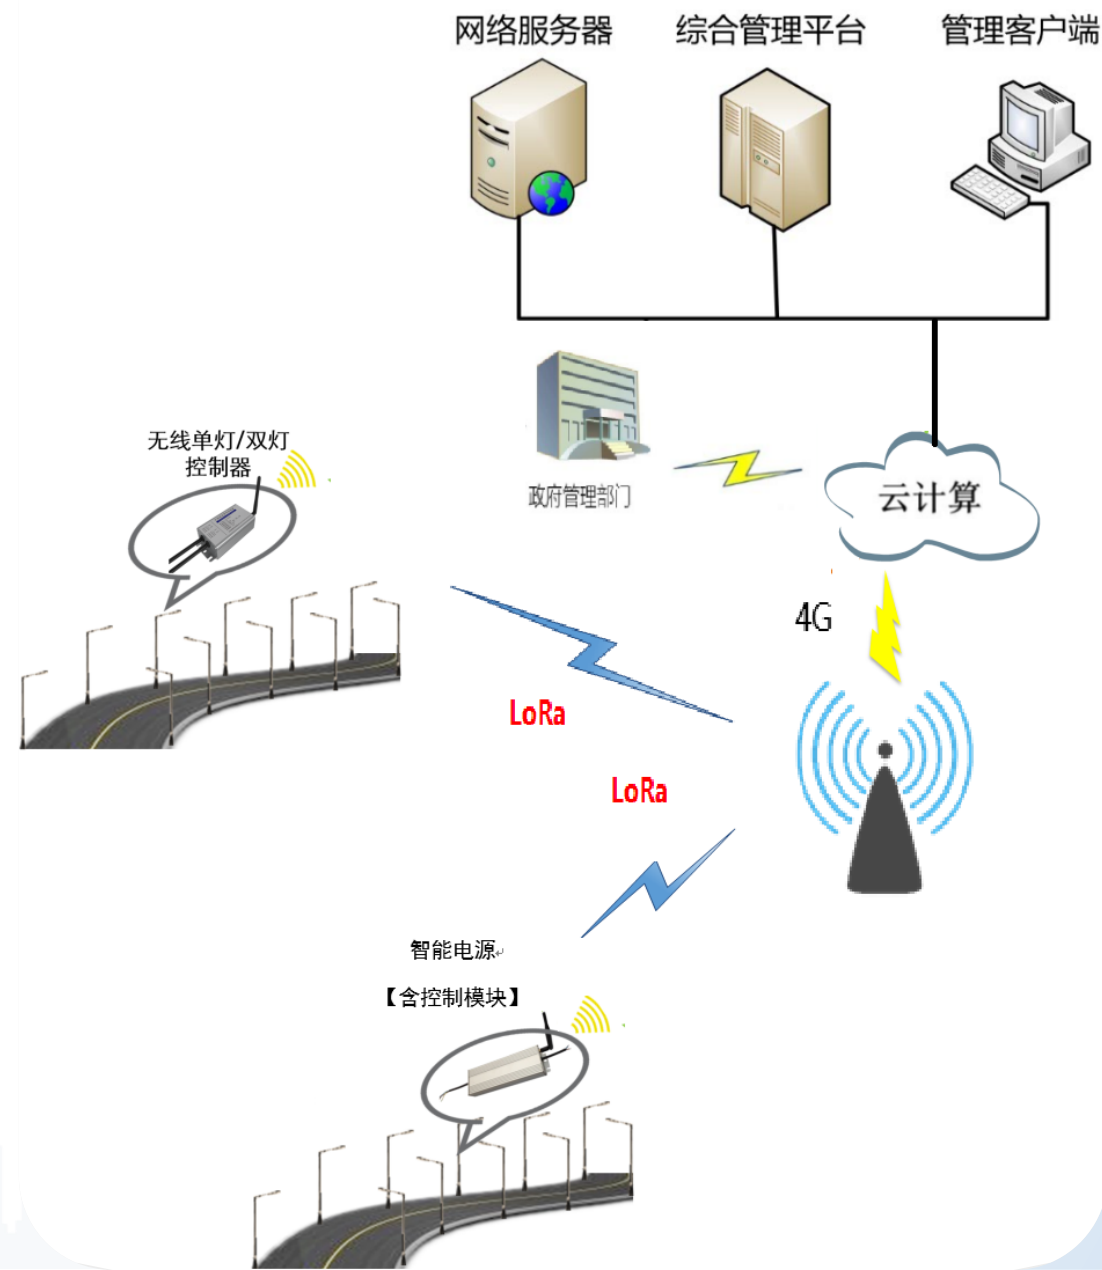 网络服务器
综合管理平台
管理客户端
无线单灯/双灯
控制器
政府管理部门
云计算
4G
LoRa
LoRa
智能电源
【含控制模块】